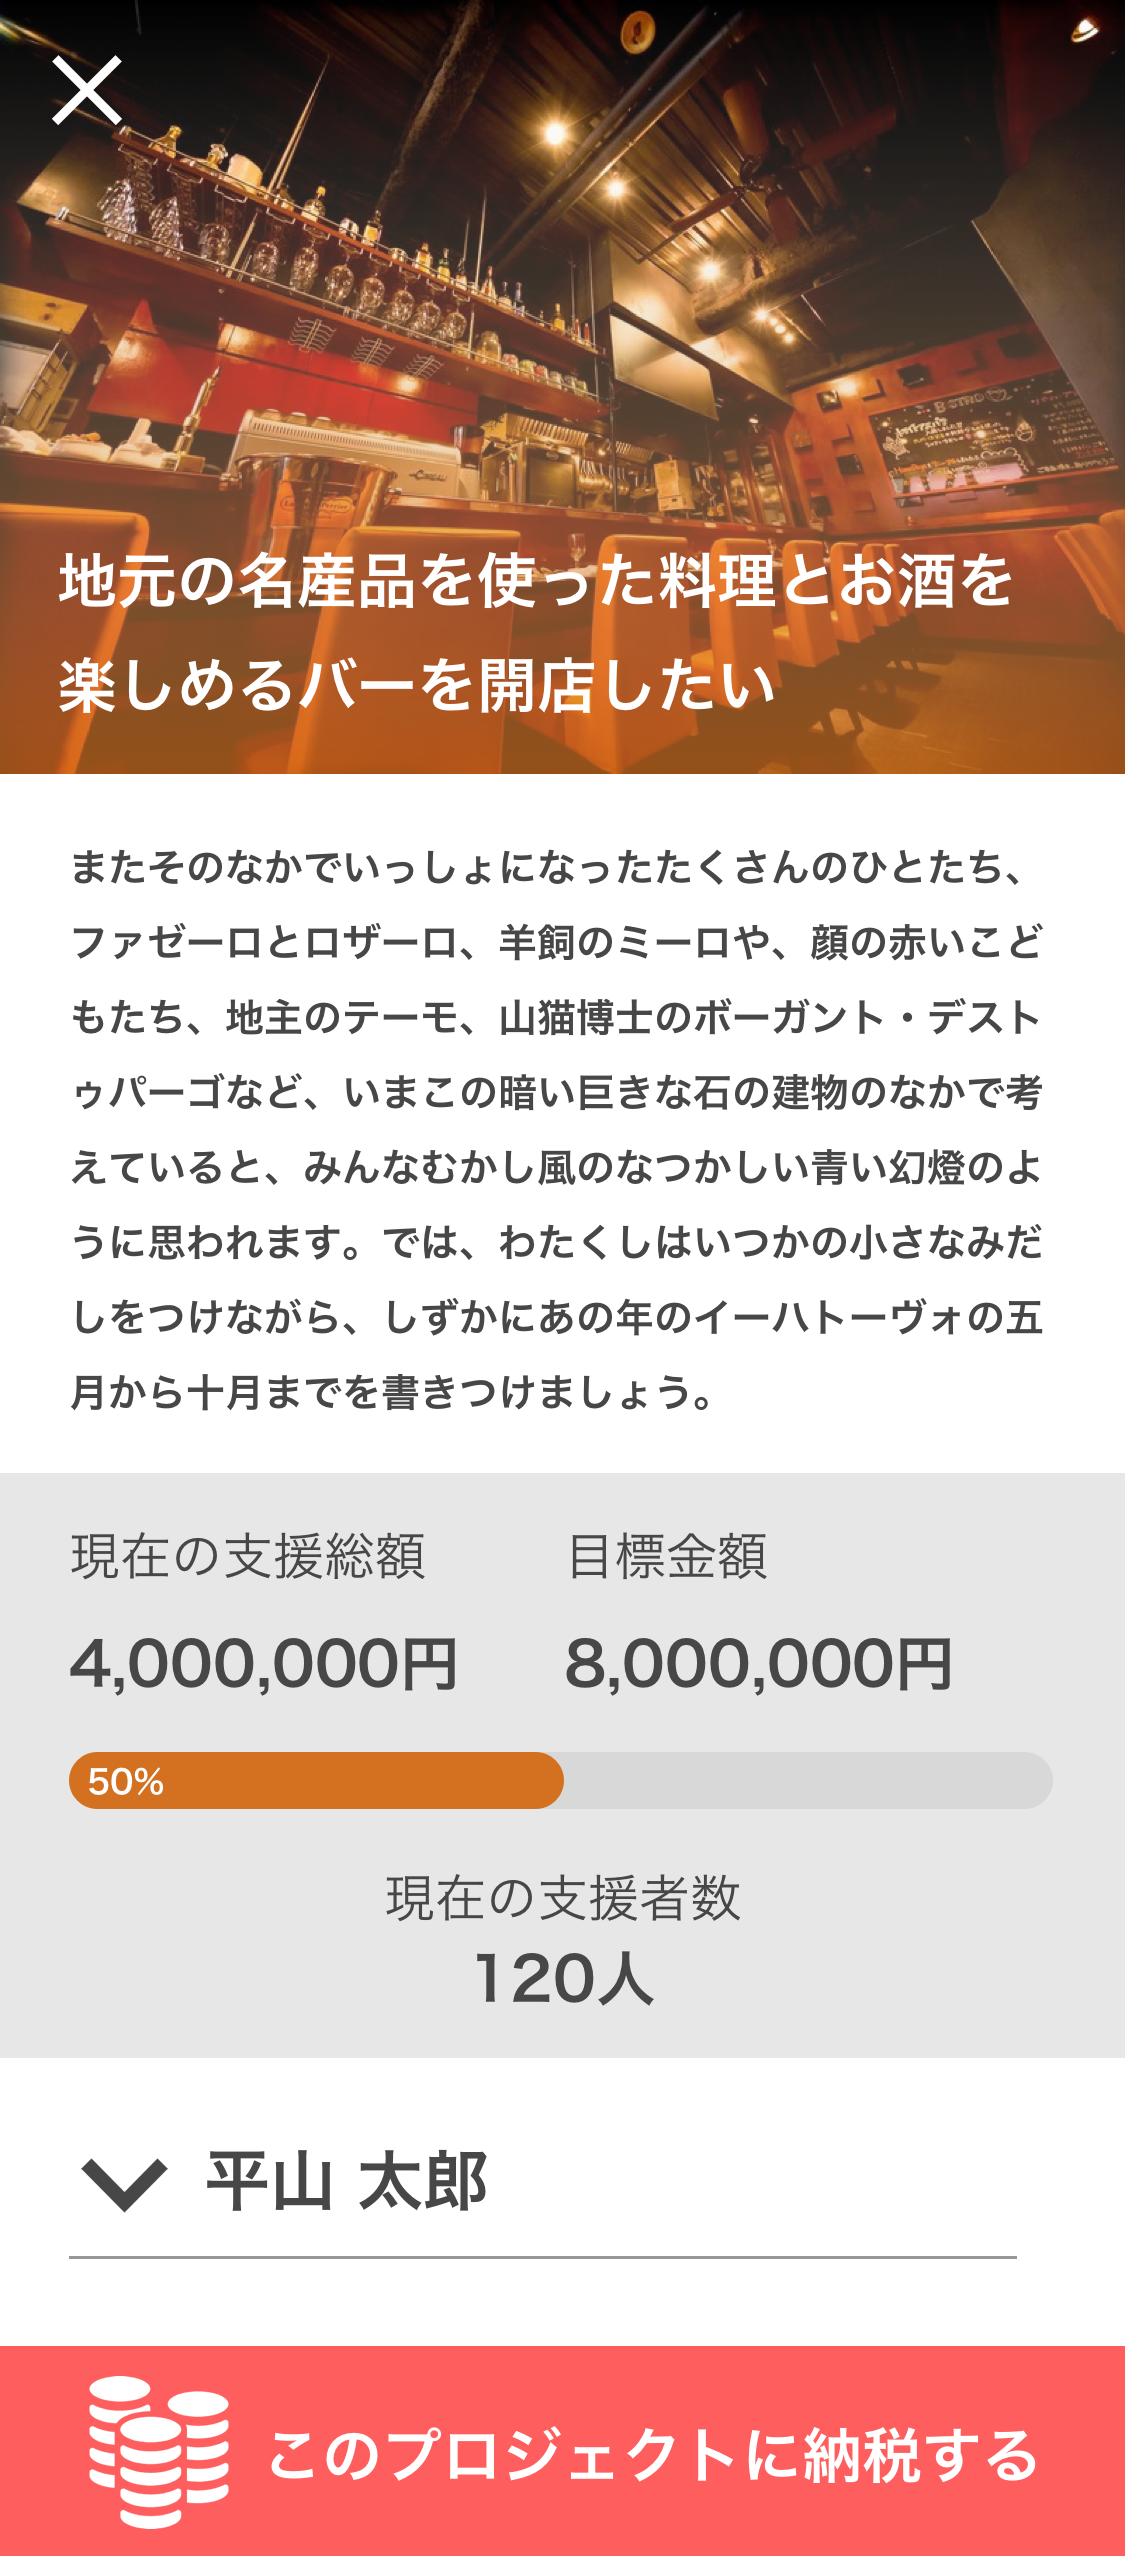 地元の名産品を使った料理とお酒を
楽しめるバーを開店したい
またそのなかでいっしょになったたくさんのひとたち、
ファゼーロとロザーロ、羊飼のミーロや、顔の赤いこど
もたち、地主のテーモ、山猫博士のボーガント・デスト
ゥパーゴなど、いまこの暗い巨きな石の建物のなかで考
えていると、みんなむかし風のなつかしい青い幻燈のよ
うに思われます。では、わたくしはいつかの小さなみだ
しをつけながら、しずかにあの年のイーハトーヴォの五
月から十月までを書きつけましょう。
現在の支援総額
目標金額
4,000,000円
8,000,000円
50%
現在の支援者数
120人
平山 太郎
このプロジェクトに納税する